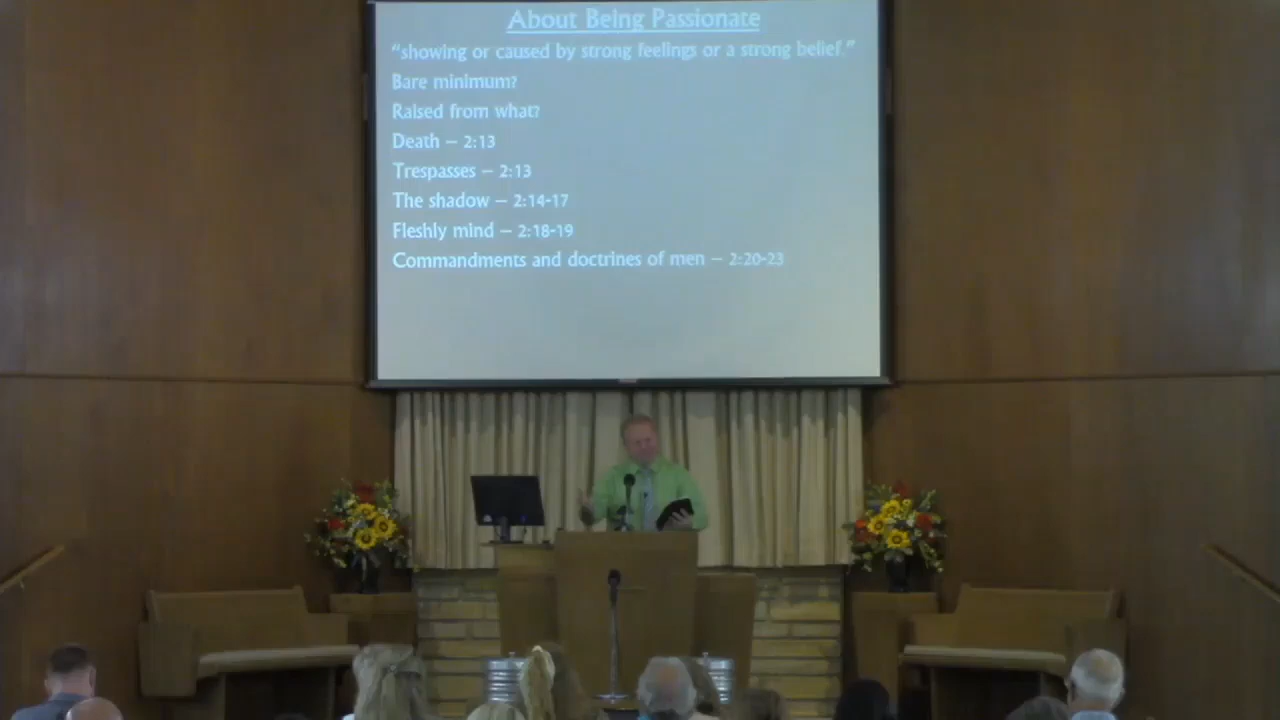 About Being Passionate
“showing or caused by strong feelings or a strong belief.”
Bare minimum?
Raised from what?
Death – 2:13
Trespasses – 2:13
The shadow – 2:14-17
Fleshly mind – 2:18-19
Commandments and doctrines of men – 2:20-23